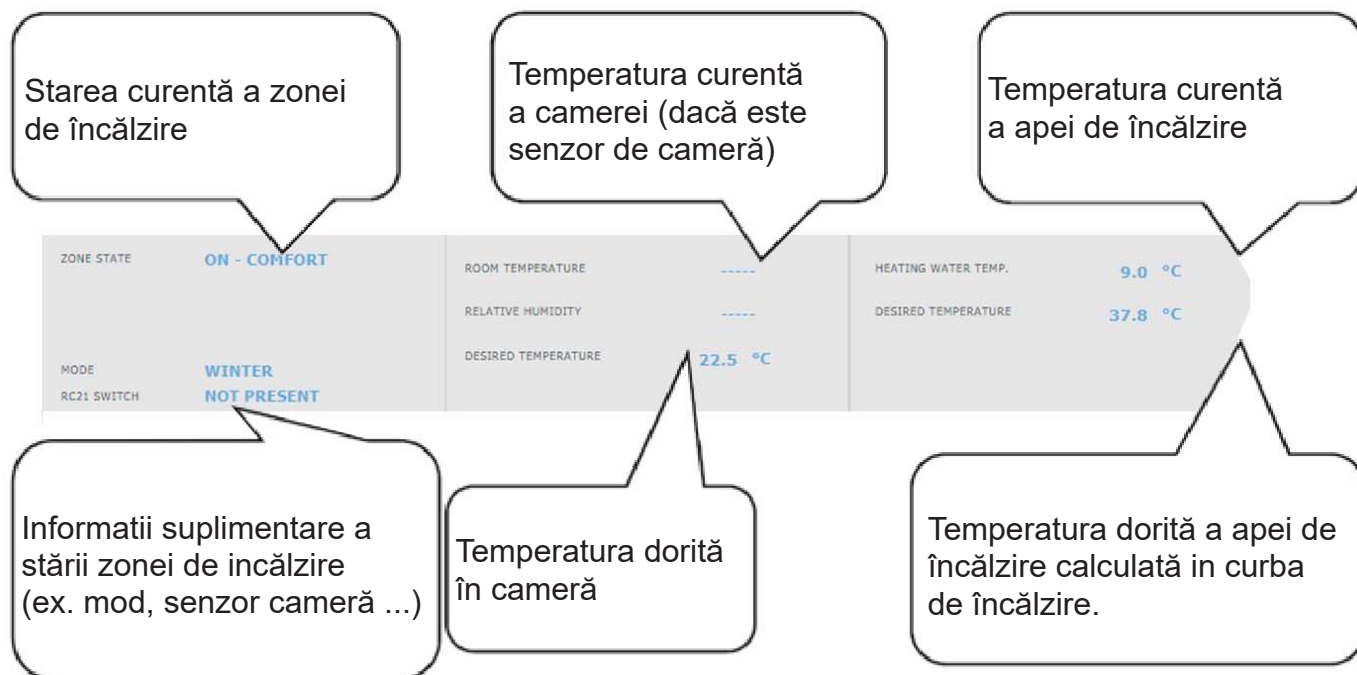 Starea curentă a zonei
de încălzire
Temperatura curentă
a camerei (dacă este
senzor de cameră)
Temperatura curentă
a apei de încălzire
ZONE STATE ON - COMFORT
MODE WINTER
RC21 SWITCH NOT PRESENT
ROOM TEMPERATURE -----
RELATIVE HUMIDITY -----
DESIRED TEMPERATURE 22.5 °C
HEATING WATER TEMP. 9.0 °C
DESIRED TEMPERATURE 37.8 °C
Informatii suplimentare a
stării zonei de incălzire
(ex. mod, senzor cameră ...)
Temperatura dorită
în cameră
Temperatura dorită a apei de
încălzire calculată in curba
de încălzire.